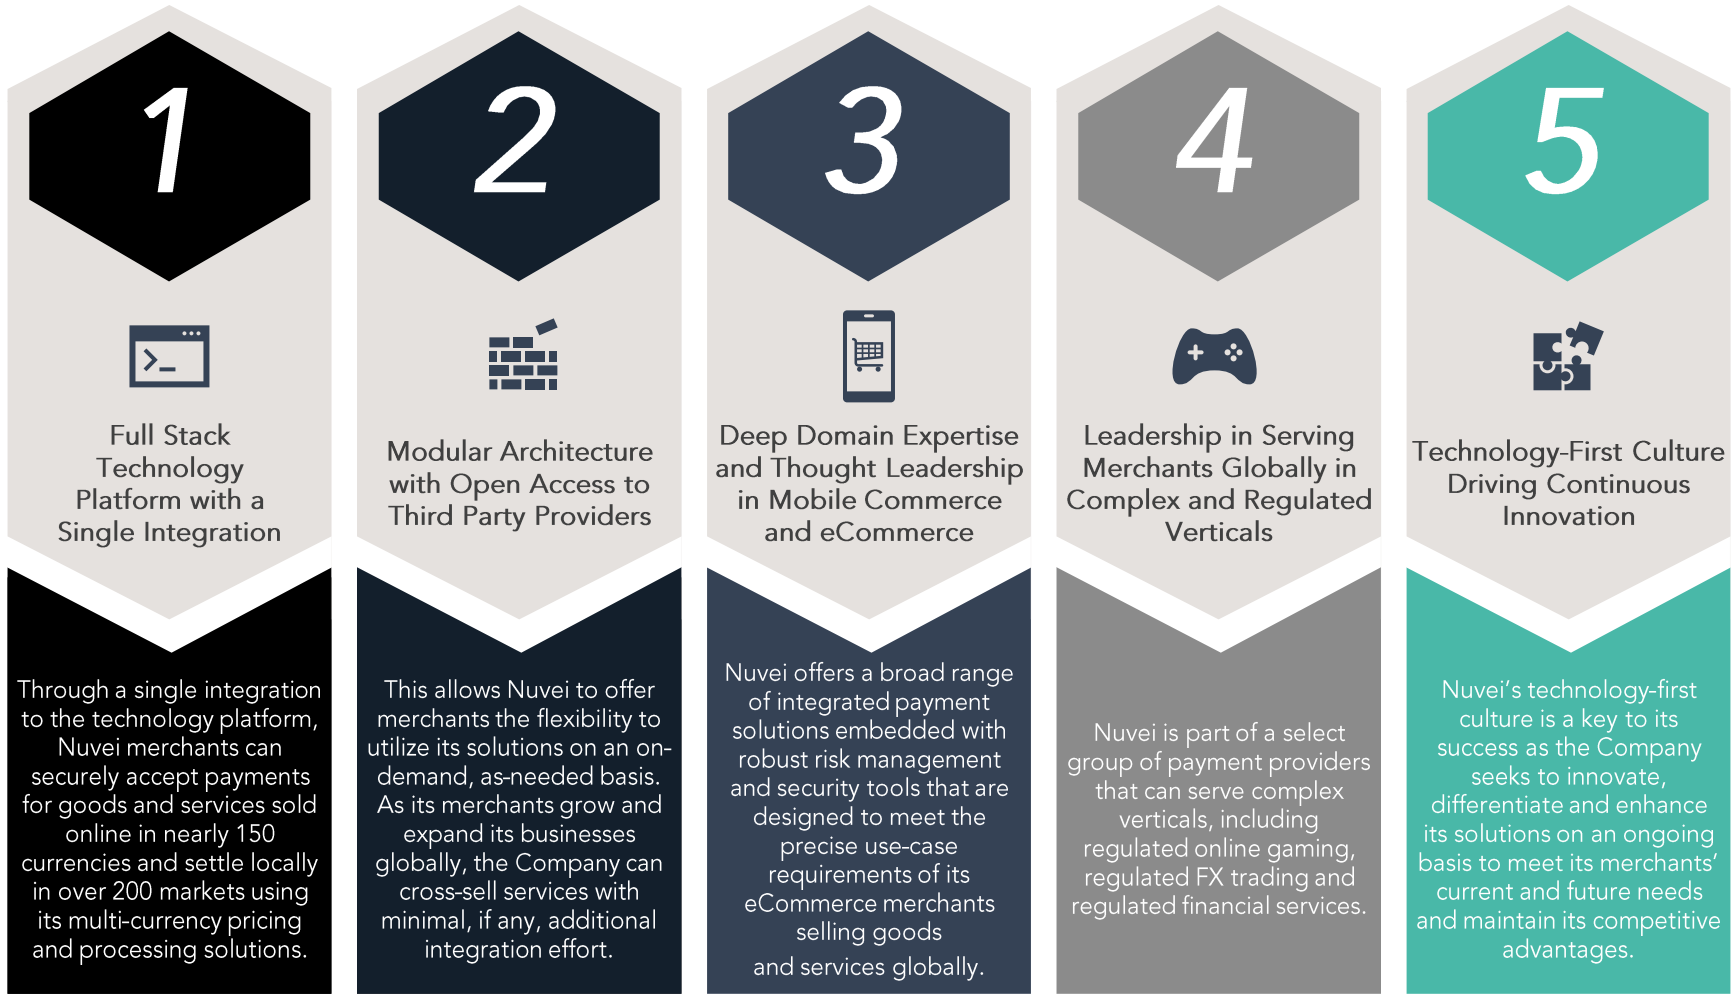 1
Full Stack
Technology
Platform with a
Single Integration
Through a single integration
to the technology platform,
Nuvei merchants can
securely accept payments
for goods and services sold
online in nearly 150
currencies and settle locally
in over 200 markets using
its multi-currency pricing
and processing solutions.
2
Modular Architecture
with Open Access to
Third Party Providers
This allows Nuvei to offer
merchants the flexibility to
utilize its solutions on an on-
demand, as-needed basis.
As its merchants grow and
expand its businesses
globally, the Company can
cross-sell services with
minimal, if any, additional
integration effort.
3
Deep Domain Expertise
and Thought Leadership
in Mobile Commerce
and eCommerce
Nuvei offers a broad range
of integrated payment
solutions embedded with
robust risk management
and security tools that are
designed to meet the
precise use-case
requirements of its
eCommerce merchants
selling goods
and services globally.
4
Leadership in Serving
Merchants Globally in
Complex and Regulated
Verticals
Nuvei is part of a select
group of payment providers
that can serve complex
verticals, including
regulated online gaming,
regulated FX trading and
regulated financial services.
5
Technology-First Culture
Driving Continuous
Innovation
Nuvei's technology-first
culture is a key to its
success as the Company
seeks to innovate,
differentiate and enhance
its solutions on an ongoing
basis to meet its merchants'
current and future needs
and maintain its competitive
advantages.